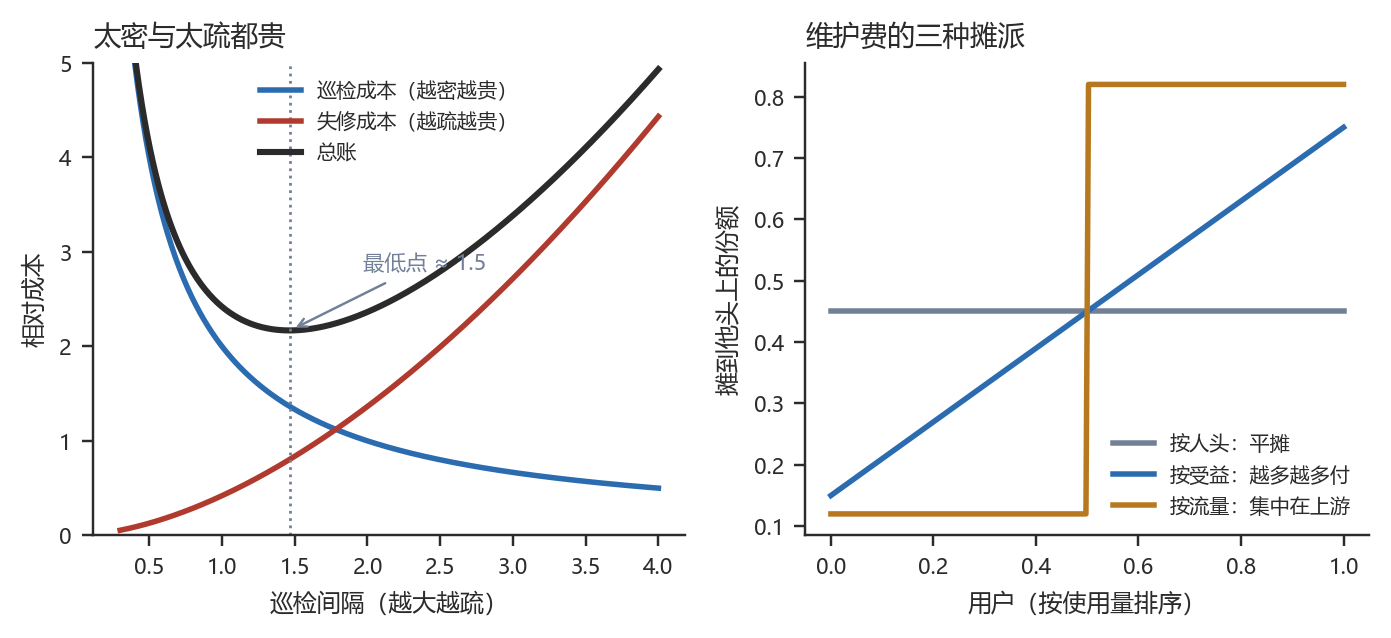 太密与太疏都贵
相对成本
5
4
3
2
1
0
巡检成本（越密越贵）
失修成本（越疏越贵）
总账
最低点 ≈ 1.5
0.5 1.0 1.5 2.0 2.5 3.0 3.5 4.0
巡检间隔（越大越疏）
维护费的三种摊派
摊到他头上的份额
0.8
0.7
0.6
0.5
0.4
0.3
0.2
0.1
按人头：平摊
按受益：越多越多付
按流量：集中在上游
0.0 0.2 0.4 0.6 0.8 1.0
用户（按使用量排序）